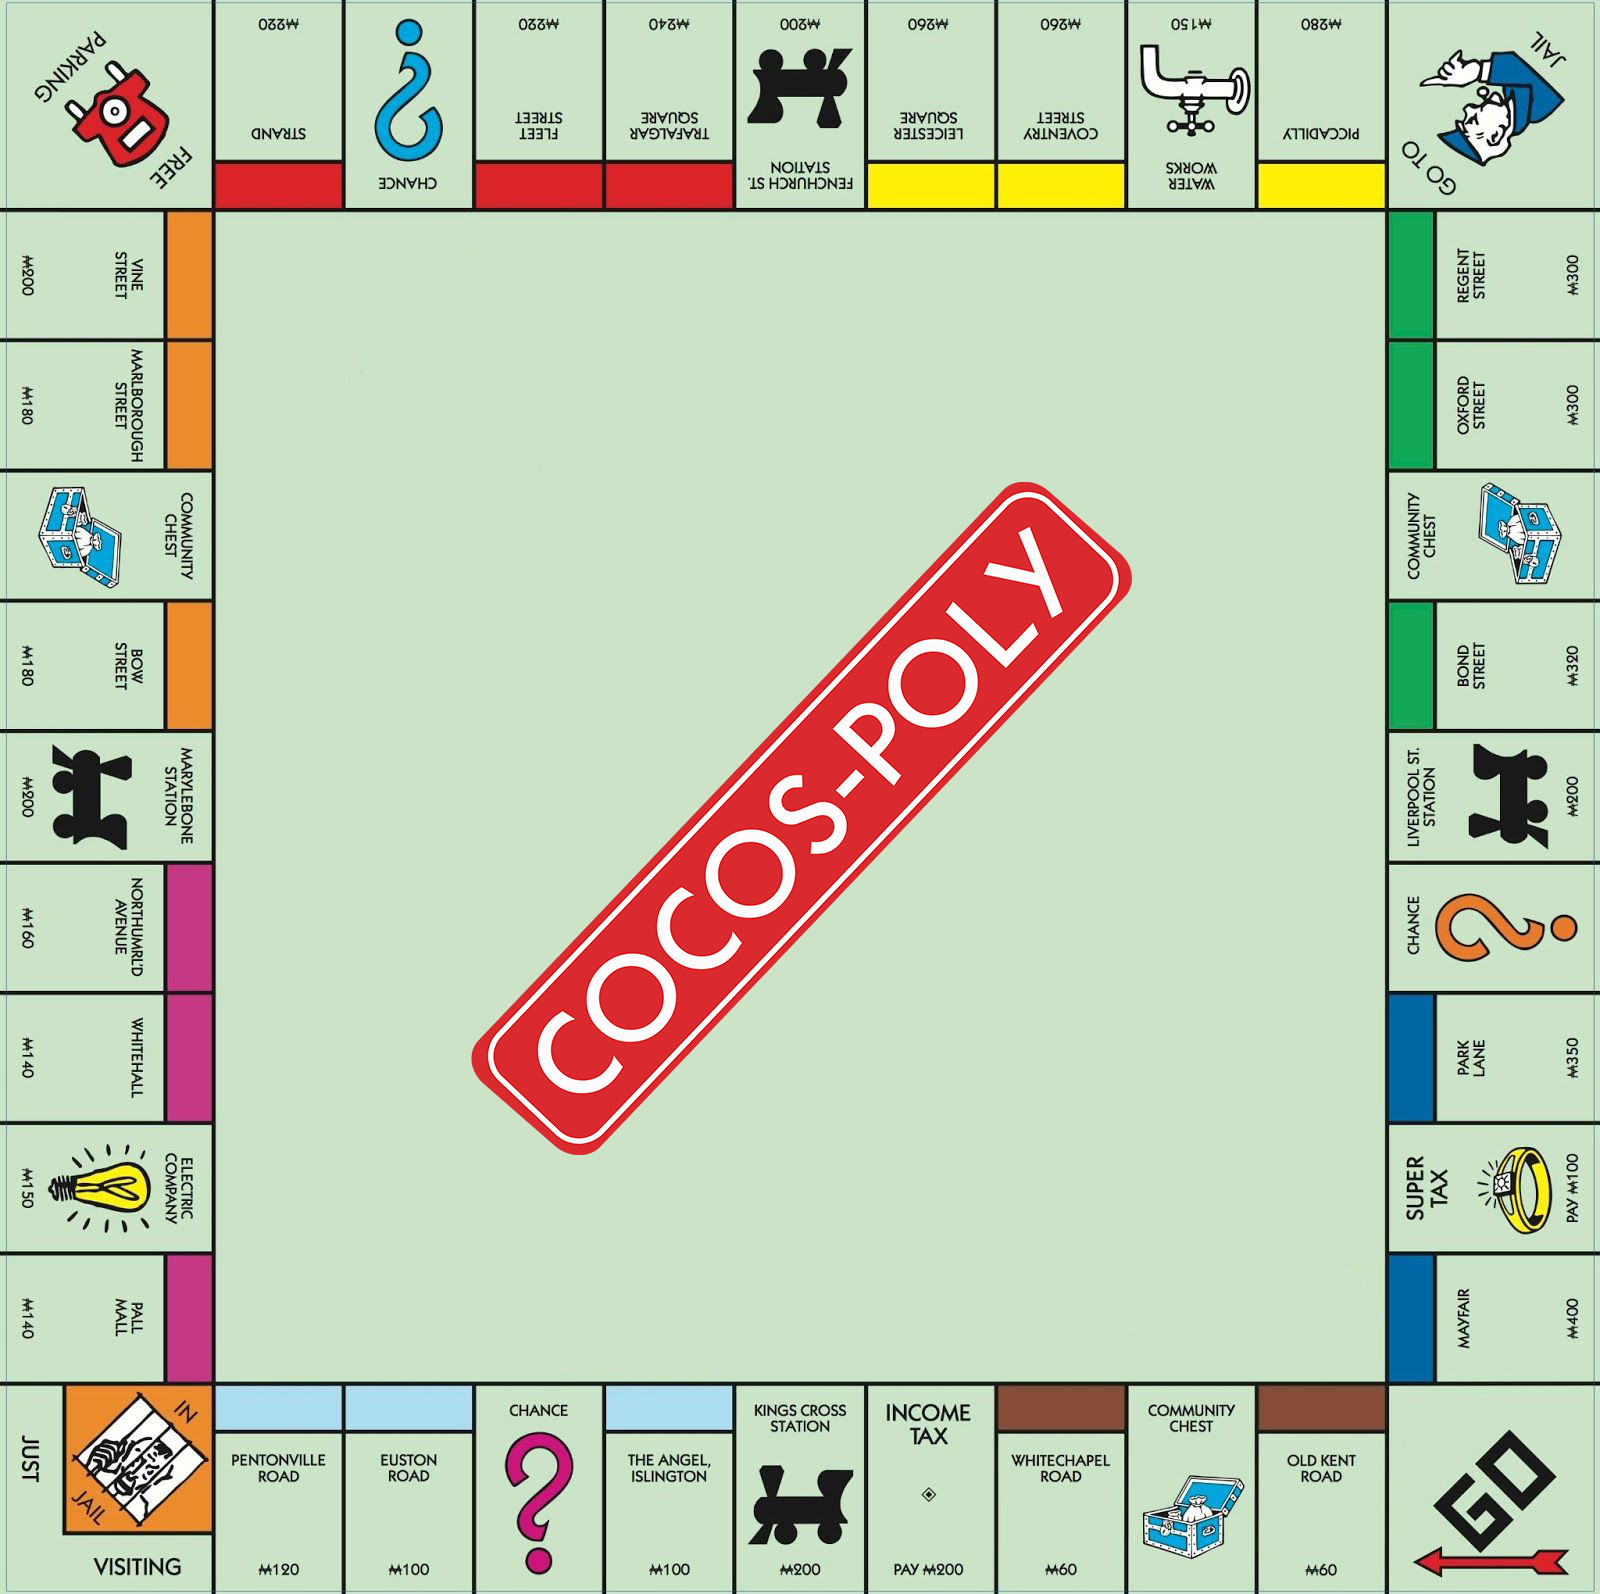 FREE
PARKING
STRAND
₩220
CHANCE
FLEET
STREET
₩220
TRAFALGAR
SQUARE
₩240
FENCHURCH ST.
STATION
₩200
LEICESTER
SQUARE
₩260
COVENTRY
STREET
₩260
WATER
WORKS
₩150
PICCADILLY
₩280
GO TO
JAIL
VINE
STREET
₩200
MARLBOROUGH
STREET
₩180
COMMUNITY
CHEST
BOW
STREET
₩180
MARYLEBONE
STATION
₩200
NORTHUMRL'D
AVENUE
₩160
WHITEHALL
₩140
ELECTRIC
COMPANY
₩150
PALL
MALL
₩140
COCOS-POLY
REGENT
STREET
₩300
OXFORD
STREET
₩300
COMMUNITY
CHEST
BOND
STREET
₩320
LIVERPOOL ST.
STATION
₩200
CHANCE
PARK
LANE
₩350
SUPER
TAX
PAY ₩100
MAYFAIR
₩400
IN
JAIL
JUST
VISITING
PENTONVILLE
ROAD
₩120
EUSTON
ROAD
₩100
CHANCE
THE ANGEL,
ISLINGTON
₩100
KINGS CROSS
STATION
₩200
INCOME
TAX
PAY ₩200
WHITECHAPEL
ROAD
₩60
COMMUNITY
CHEST
OLD KENT
ROAD
₩60
GO